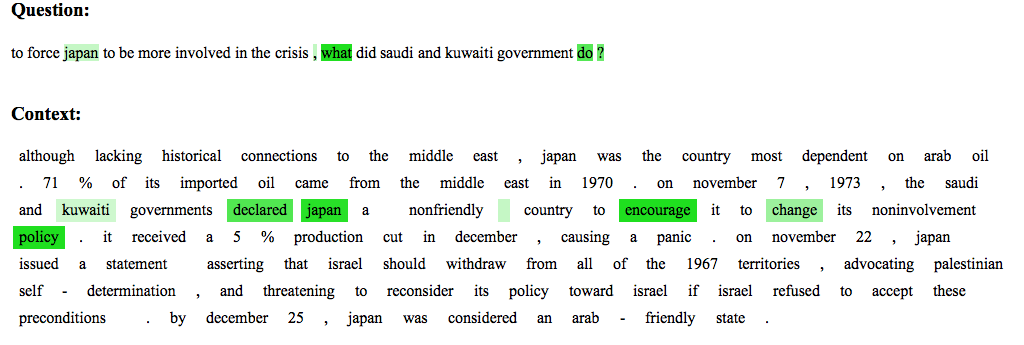 Question:
to force japan to be more involved in the crisis , what did saudi and kuwaiti government do ?
Context:
although lacking historical connections to the middle east , japan was the country most dependent on arab oil
. 71 % of its imported oil came from the middle east in 1970 . on november 7 , 1973 , the saudi
and kuwaiti governments declared japan a nonfriendly country to encourage it to change its noninvolvement
policy . it received a 5 % production cut in december , causing a panic . on november 22 , japan
issued a statement asserting that israel should withdraw from all of the 1967 territories , advocating palestinian
self - determination , and threatening to reconsider its policy toward israel if israel refused to accept these
preconditions . by december 25 , japan was considered an arab - friendly state .